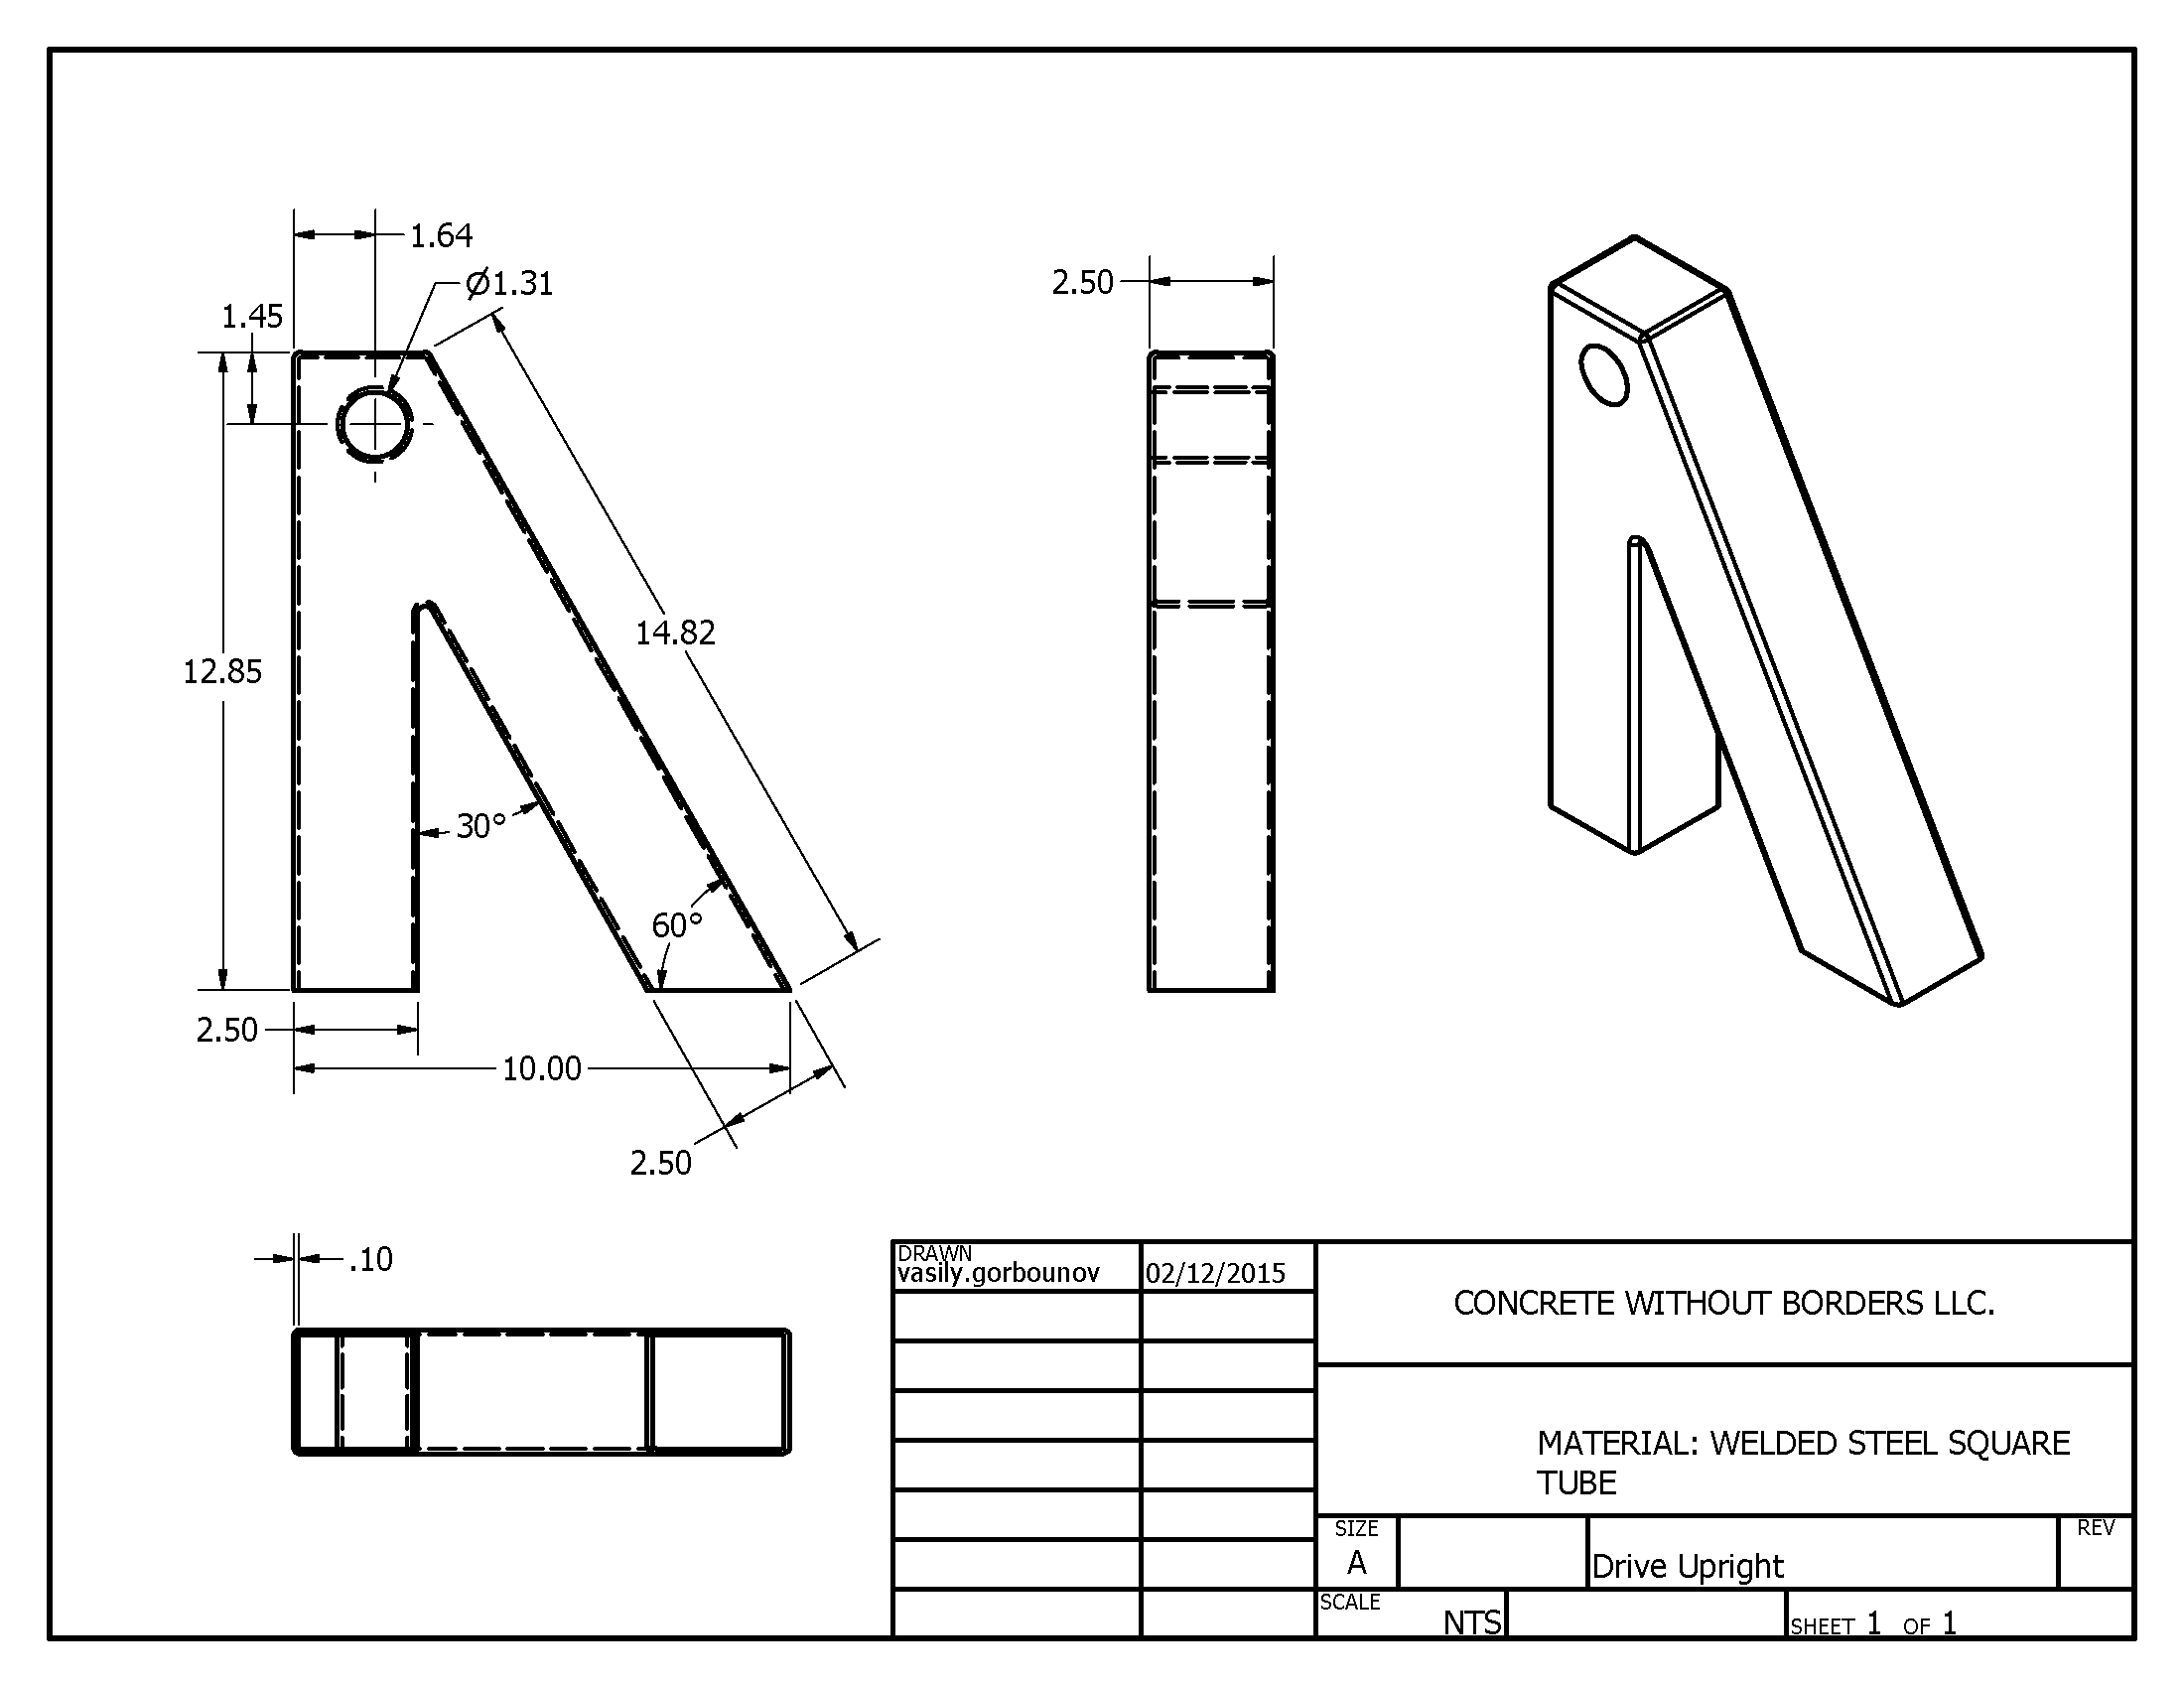 1.64
Ø1.31
1.45
2.50
14.82
12.85
30°
60°
2.50
10.00
2.50
.10
DRAWN
vasily.gorbounov
02/12/2015
CONCRETE WITHOUT BORDERS LLC.
MATERIAL: WELDED STEEL SQUARE
TUBE
SIZE
A
Drive Upright
REV
SCALE
NTS
SHEET 1 OF 1